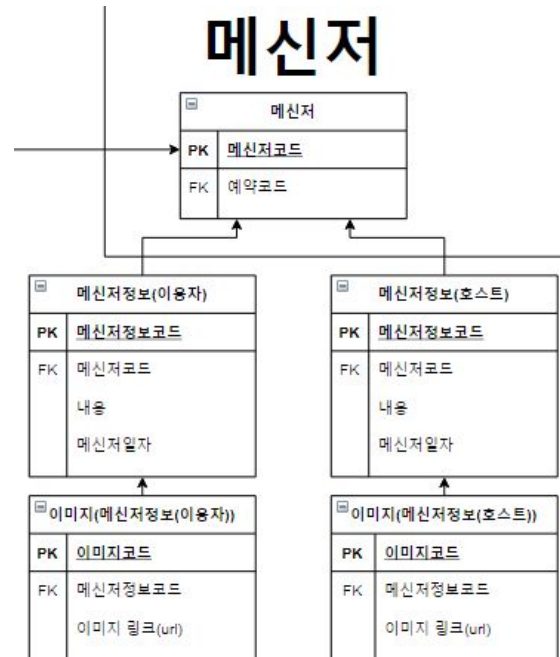 메신저
메신저
PK 메신저코드
FK 예약코드
메신저정보(이용자)
PK 메신저정보코드
FK 메신저코드
내용
메신저일자
메신저정보(호스트)
PK 메신저정보코드
FK 메신저코드
내용
메신저일자
이미지(메신저정보(이용자))
PK 이미지코드
FK 메신저정보코드
이미지 링크(url)
이미지(메신저정보(호스트))
PK 이미지코드
FK 메신저정보코드
이미지 링크(url)